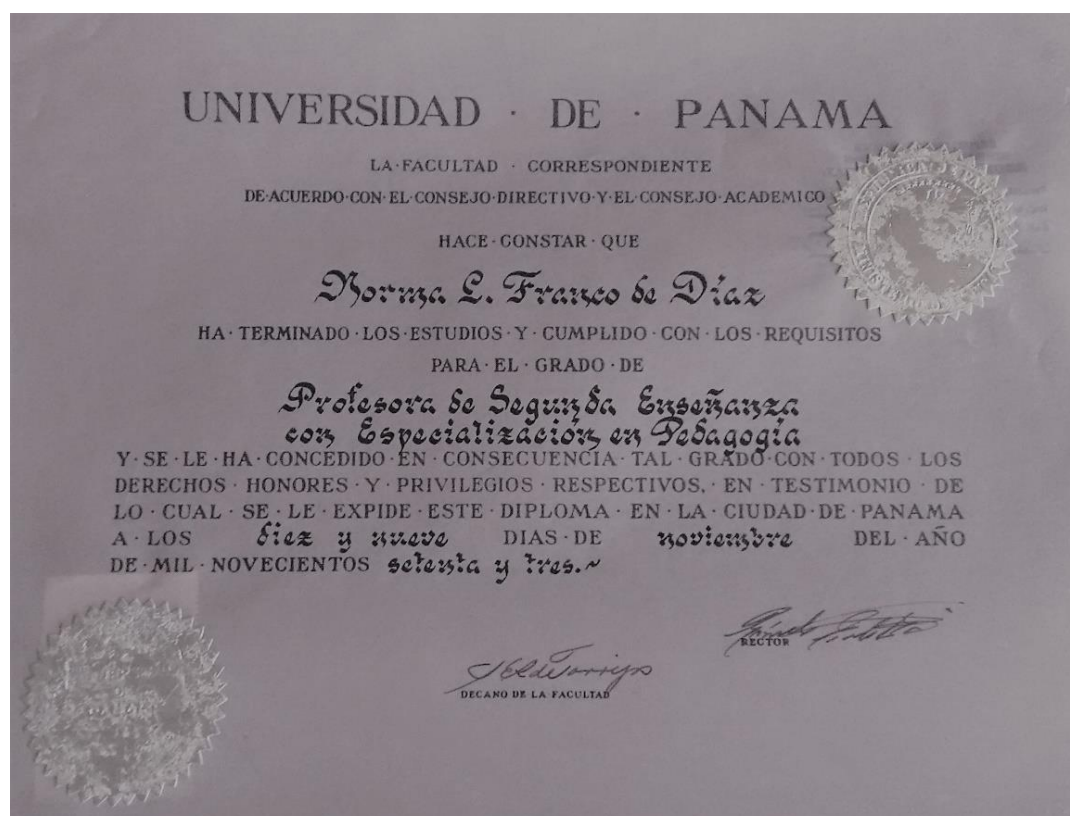 UNIVERSIDAD · DE · PANAMA
LA·FACULTAD · CORRESPONDIENTE
DE·ACUERDO·CON·EL·CONSEJO·DIRECTIVO·Y·EL·CONSEJO·ACADEMICO
HACE·CONSTAR·QUE
Norma L. Franco de Díaz
HA·TERMINADO·LOS·ESTUDIOS·Y·CUMPLIDO·CON·LOS·REQUISITOS
PARA·EL·GRADO·DE
Profesora de Segunda Enseñanza
con Especialización en Pedagogía
Y·SE·LE·HA·CONCEDIDO·EN·CONSECUENCIA·TAL·GRADO·CON·TODOS·LOS
DERECHOS·HONORES·Y·PRIVILEGIOS·RESPECTIVOS,·EN·TESTIMONIO·DE
LO·CUAL·SE·LE·EXPIDE·ESTE·DIPLOMA·EN·LA·CIUDAD·DE·PANAMA
A·LOS diez y nueve DIAS·DE noviembre DEL·AÑO
DE·MIL·NOVECIENTOS setenta y tres.~
RECTOR
DECANO DE LA FACULTAD